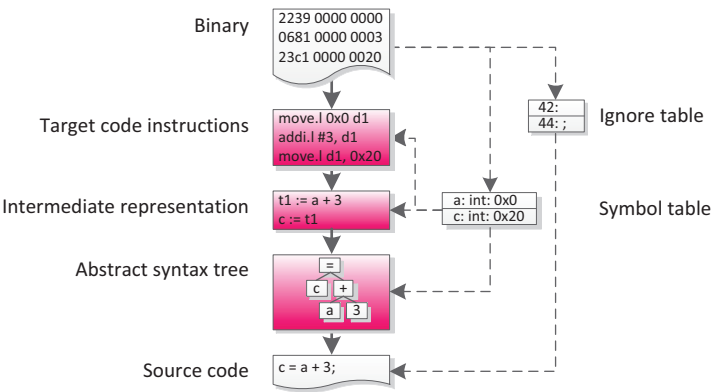 Binary
2239 0000 0000
0681 0000 0003
23c1 0000 0020
Target code instructions
move.l 0x0 d1
addi.l #3, d1
move.l d1, 0x20
42:
44: ;
Ignore table
Intermediate representation
t1 := a + 3
c := t1
a: int: 0x0
c: int: 0x20
Symbol table
Abstract syntax tree
=
c +
a 3
Source code
c = a + 3;